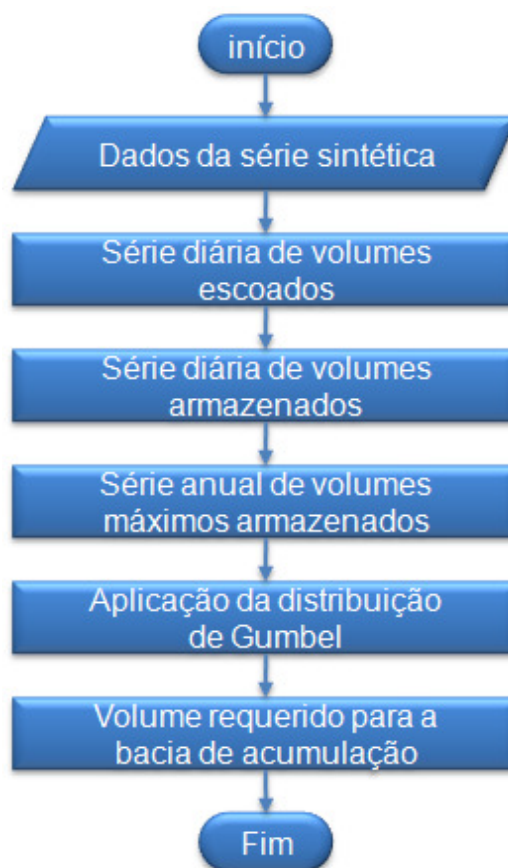 início
Dados da série sintética
Série diária de volumes
escoados
Série diária de volumes
armazenados
Série anual de volumes
máximos armazenados
Aplicação da distribuição
de Gumbel
Volume requerido para a
bacia de acumulação
Fim